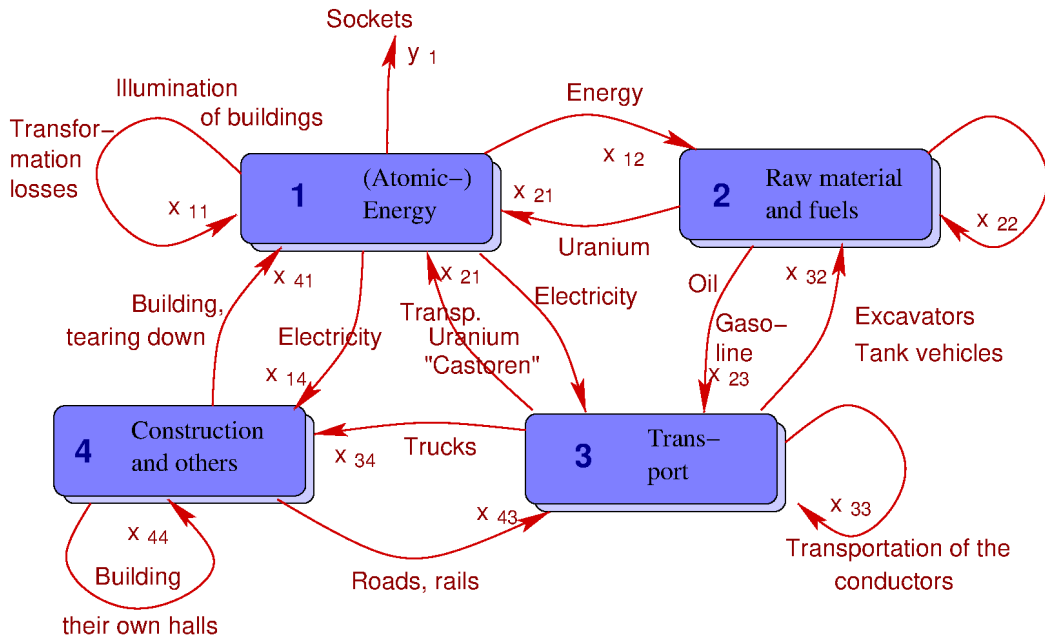 Sockets
y 1
Illumination
of buildings
Transfor-
mation
losses
x 11
1
(Atomic-)
Energy
Energy
x 12
x 21
Uranium
2
Raw material
and fuels
x 22
x 41
Building,
tearing down
Electricity
x 14
x 21
Transp.
Uranium
"Castoren"
Electricity
Oil
Gaso-
line
x 23
x 32
Excavators
Tank vehicles
4
Construction
and others
x 34
Trucks
3
Trans-
port
x 33
Transportation of the
conductors
x 43
Roads, rails
x 44
Building
their own halls